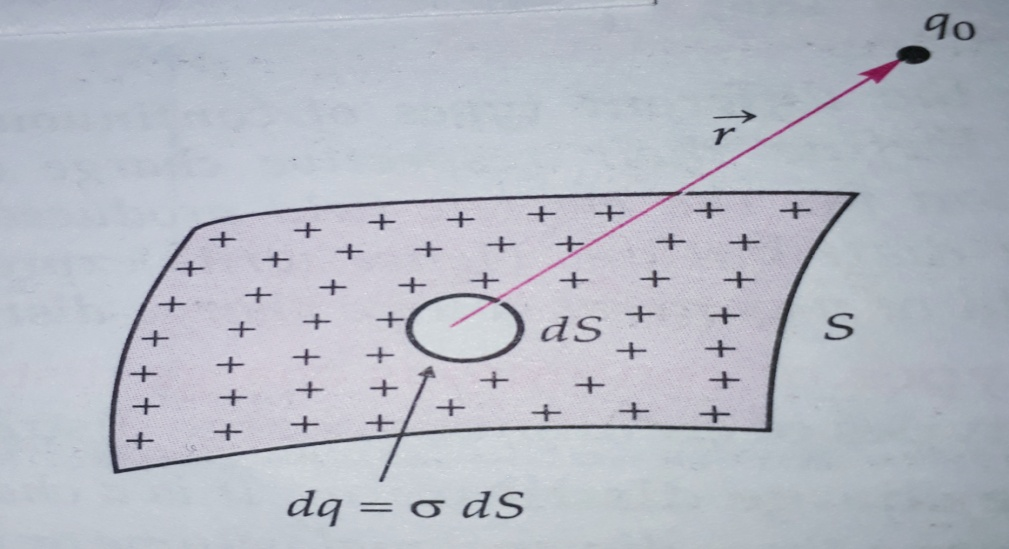 q₀
r⃗
dS
S
dq = σ dS